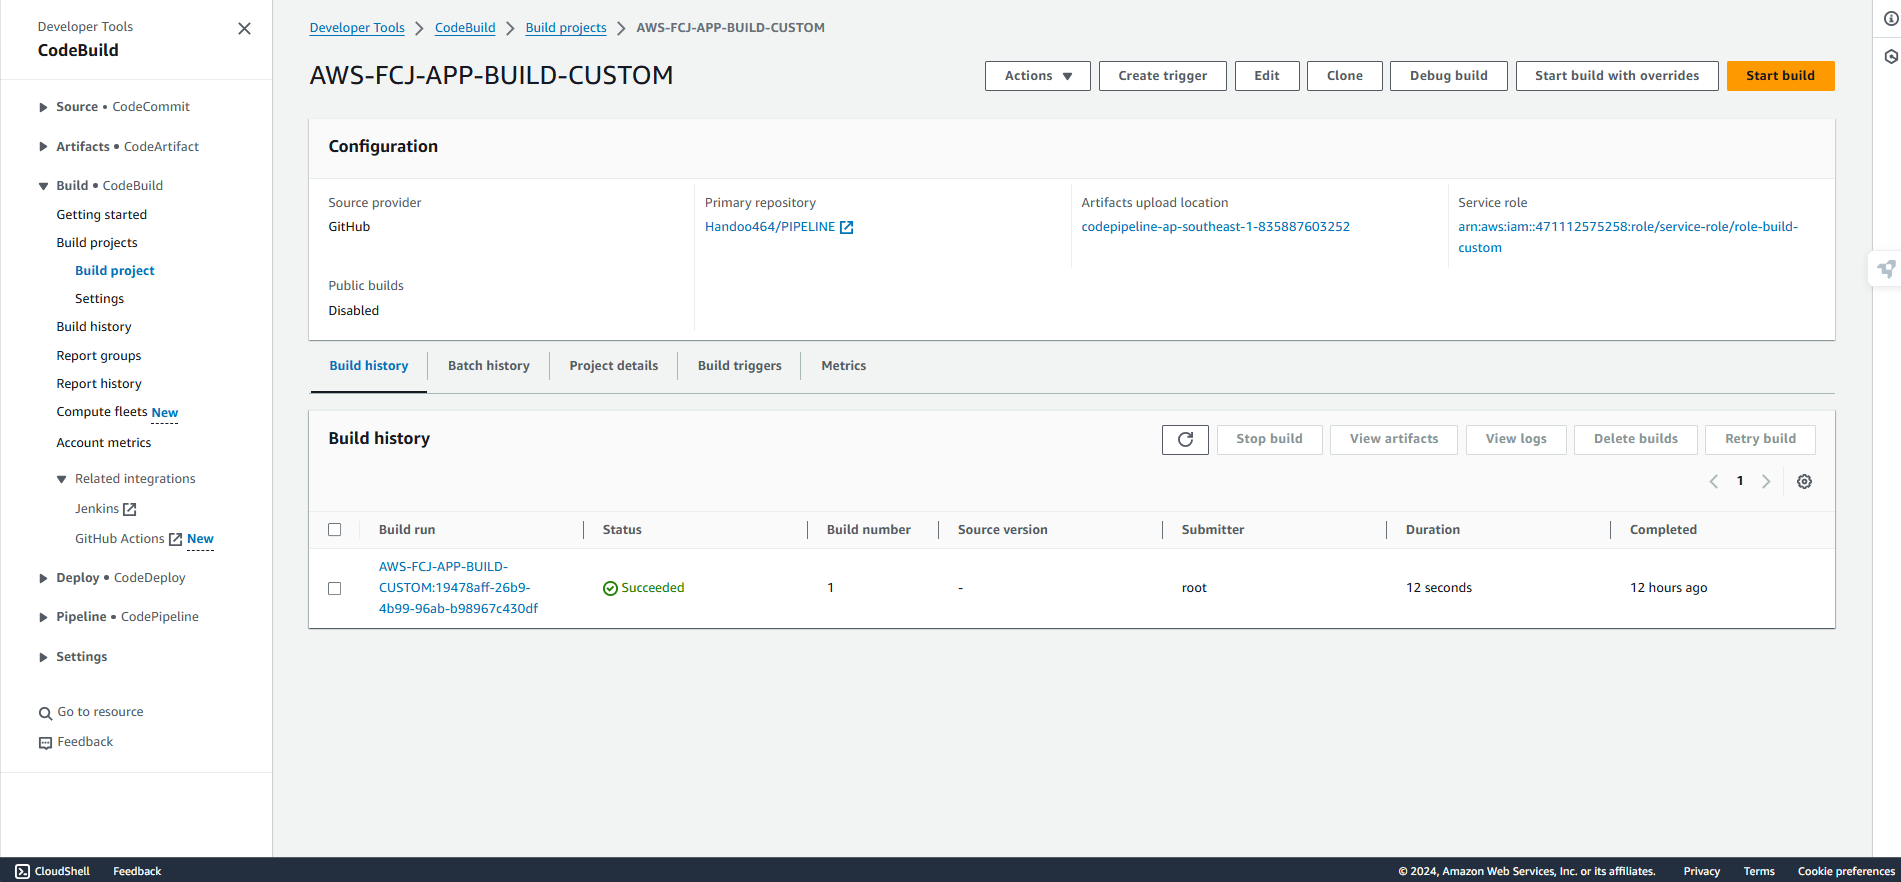 Developer Tools
CodeBuild
Source • CodeCommit
Artifacts • CodeArtifact
Build • CodeBuild
Getting started
Build projects
Build project
Settings
Build history
Report groups
Report history
Compute fleets New
Account metrics
Related integrations
Jenkins
GitHub Actions New
Deploy • CodeDeploy
Pipeline • CodePipeline
Settings
Go to resource
Feedback
Developer Tools > CodeBuild > Build projects > AWS-FCJ-APP-BUILD-CUSTOM
AWS-FCJ-APP-BUILD-CUSTOM
Actions Create trigger Edit Clone Debug build Start build with overrides Start build
Configuration
Source provider
GitHub
Primary repository
Handoo464/PIPELINE
Artifacts upload location
codepipeline-ap-southeast-1-835887603252
Service role
arn:aws:iam::471112575258:role/service-role/role-build-
custom
Public builds
Disabled
Build history Batch history Project details Build triggers Metrics
Build history
Stop build View artifacts View logs Delete builds Retry build
1
Build run Status Build number Source version Submitter Duration Completed
AWS-FCJ-APP-BUILD-
CUSTOM:19478aff-26b9-
4b99-96ab-b98967c430df
Succeeded 1 - root 12 seconds 12 hours ago
CloudShell Feedback © 2024, Amazon Web Services, Inc. or its affiliates. Privacy Terms Cookie preferences